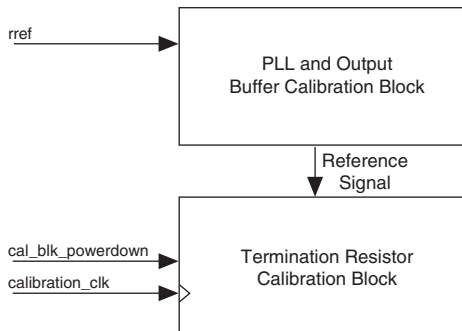 rref
PLL and Output
Buffer Calibration Block
Reference
Signal
cal_blk_powerdown
calibration_clk
Termination Resistor
Calibration Block